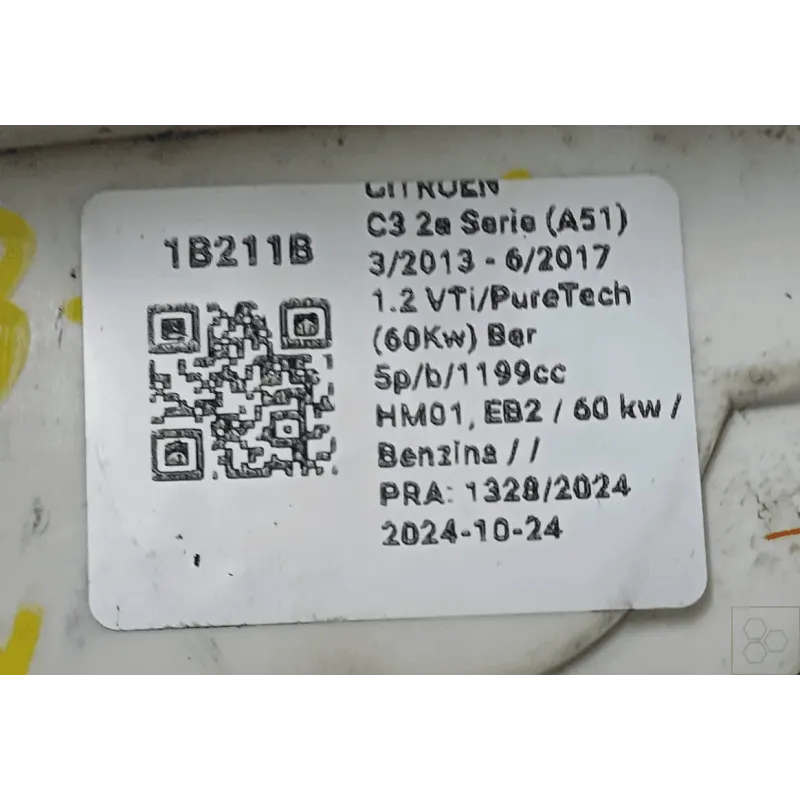 1B211B
CITROEN
C3 2a Serie (A51)
3/2013 - 6/2017
1.2 VTi/PureTech
(60Kw) Ber
5p/b/1199cc
HM01, EB2 / 60 kw /
Benzina / /
PRA: 1328/2024
2024-10-24